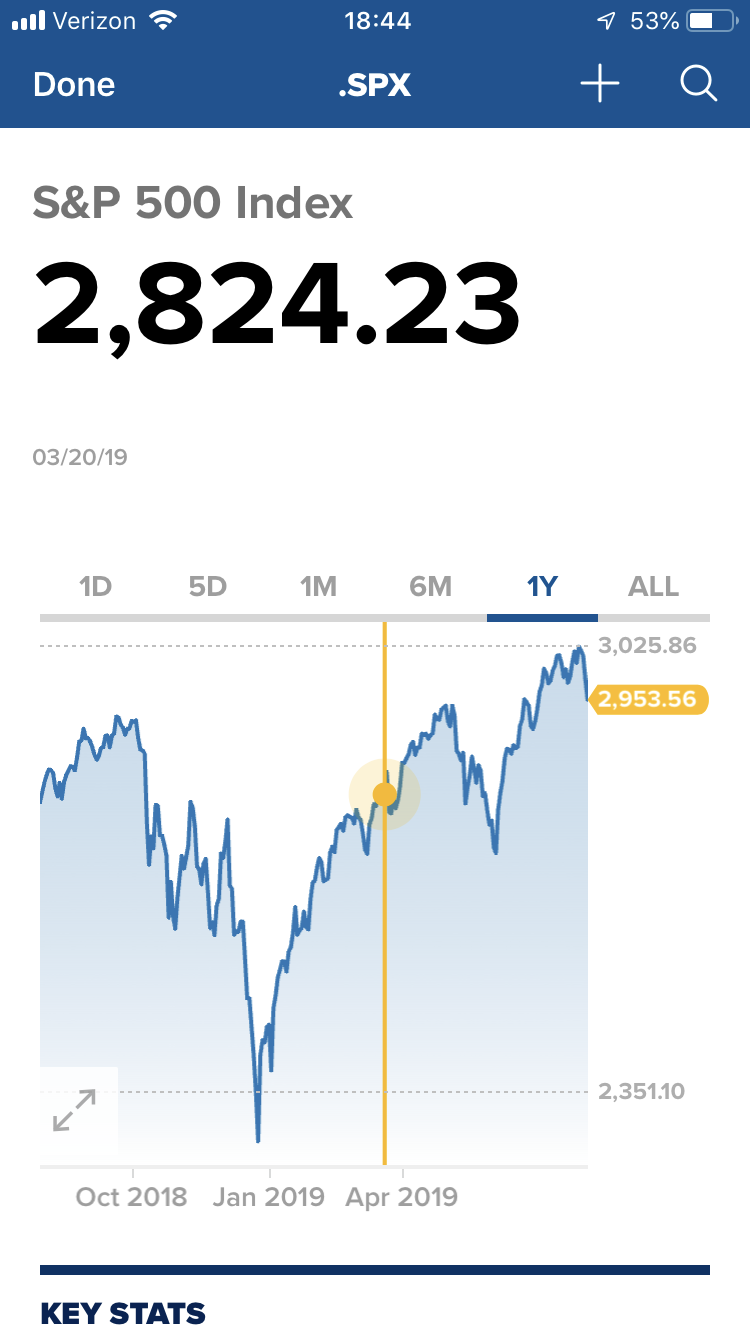 Verizon 18:44 53%
Done .SPX
S&P 500 Index
2,824.23
03/20/19
1D 5D 1M 6M 1Y ALL
3,025.86
2,953.56
2,351.10
Oct 2018 Jan 2019 Apr 2019
KEY STATS